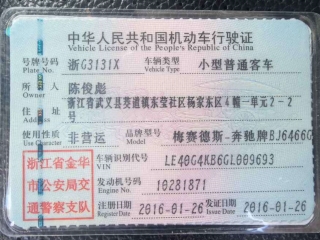 中华人民共和国机动车行驶证
Vehicle License of the People's Republic of China
号牌号码 浙G3131X 车辆类型 小型普通客车
Plate No. Vehicle Type
所有人 陈俊彪
Owner
住址 浙江省武义县茭道镇东莹社区杨家东区4幢一单元2-2
Address 号
使用性质 非营运 品牌型号 梅赛德斯-奔驰牌BJ6466G
Use Character Model
车辆识别代号 LE40G4KB6GL009693
VIN
发动机号码 10281871
Engine No.
注册日期 2016-01-26 发证日期 2016-01-26
Register Date Issue Date
浙江省金华
市公安局交
通警察支队